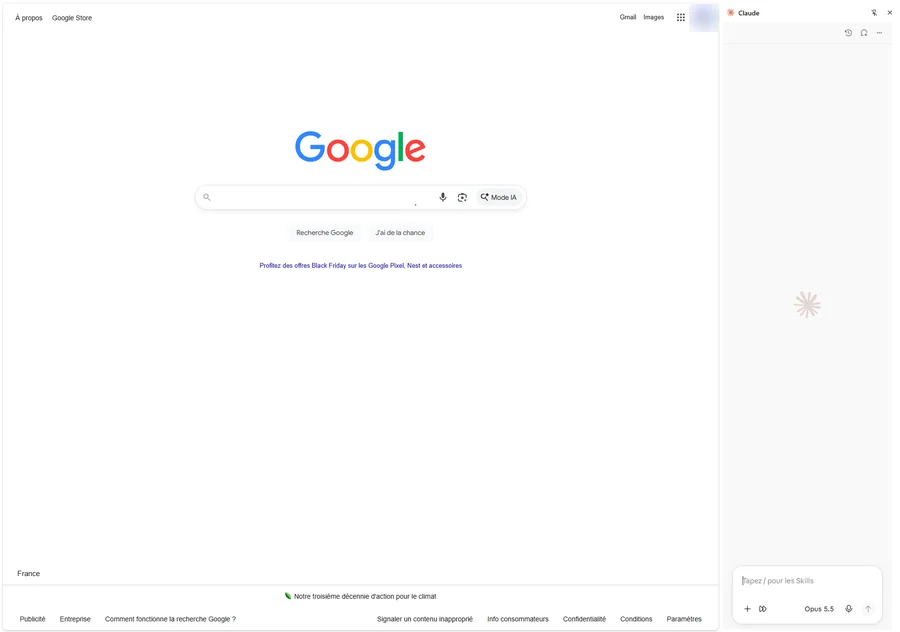 À propos Google Store
Gmail Images
Google
Mode IA
Recherche Google J'ai de la chance
Profitez des offres Black Friday sur les Google Pixel, Nest et accessoires
France
Notre troisième décennie d'action pour le climat
Publicité Entreprise Comment fonctionne la recherche Google ?
Signaler un contenu inapproprié Info consommateurs Confidentialité Conditions Paramètres
Claude
Tapez / pour les Skills
Opus 5.5